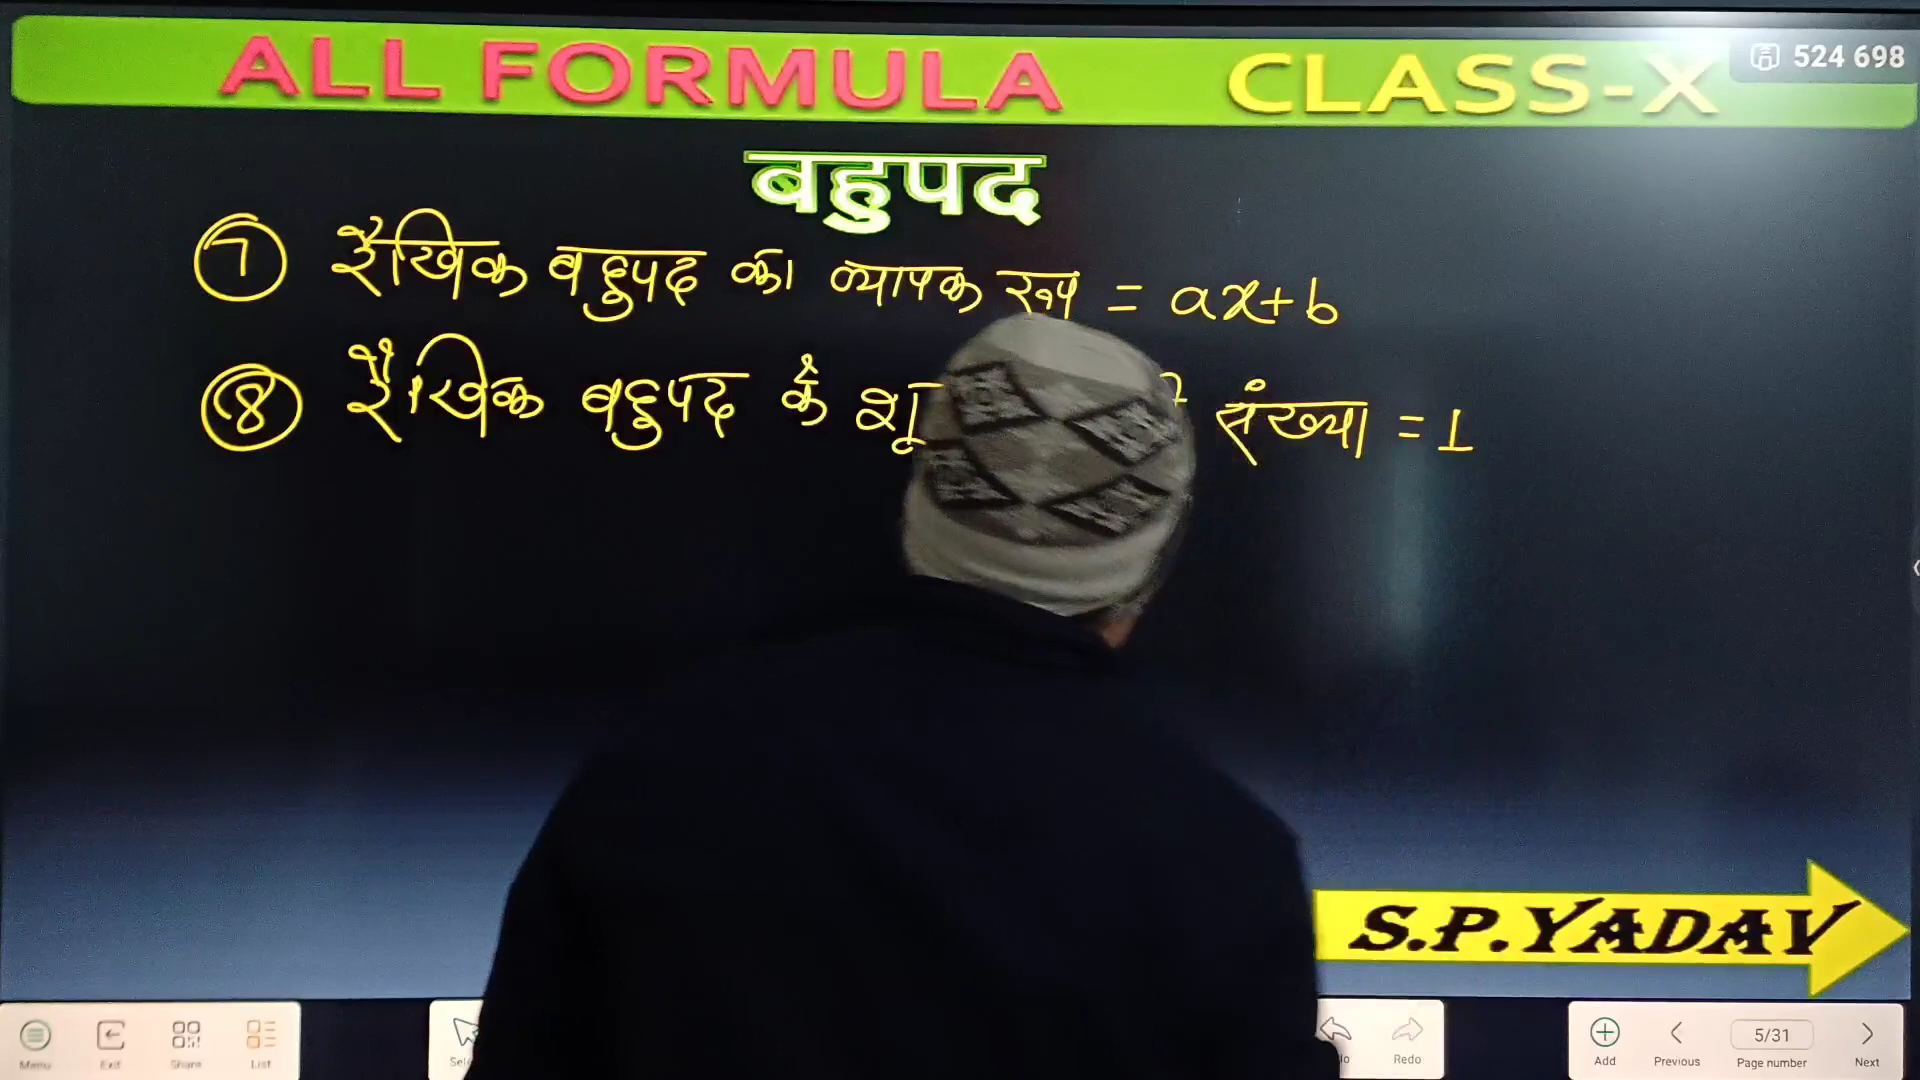 ALL FORMULA CLASS-X
524 698
बहुपद
7 रैखिक बहुपद का व्यापक रूप = ax+b
8 रैखिक बहुपद के संख्या = 1
S.P.YADAV
Menu Exit Share List Redo Add Previous 5/31 Page number Next